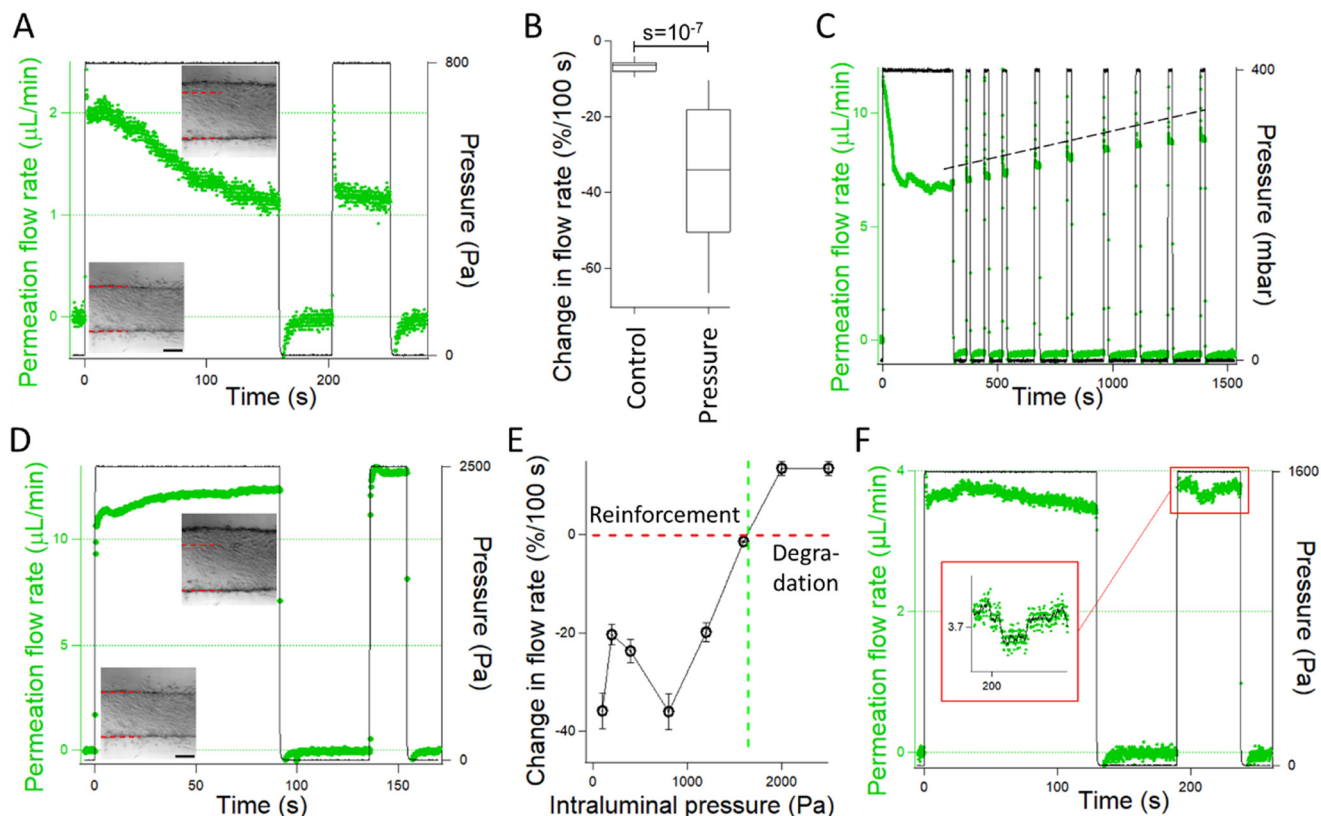 A
Permeation flow rate (μL/min)
2
1
0
800
0
Pressure (Pa)
0
100
200
Time (s)
B
s=10-7
Change in flow rate (%/100 s)
0
-20
-40
-60
Control
Pressure
C
Permeation flow rate (μL/min)
10
5
0
400
0
Pressure (mbar)
0
500
1000
1500
Time (s)
D
Permeation flow rate (μL/min)
10
5
0
2500
0
Pressure (Pa)
0
50
100
150
Time (s)
E
Change in flow rate (%/100 s)
0
-20
-40
Reinforcement
Degra-
dation
0
1000
2000
Intraluminal pressure (Pa)
F
Permeation flow rate (μL/min)
4
2
0
1600
0
Pressure (Pa)
3.7
200
0
100
200
Time (s)